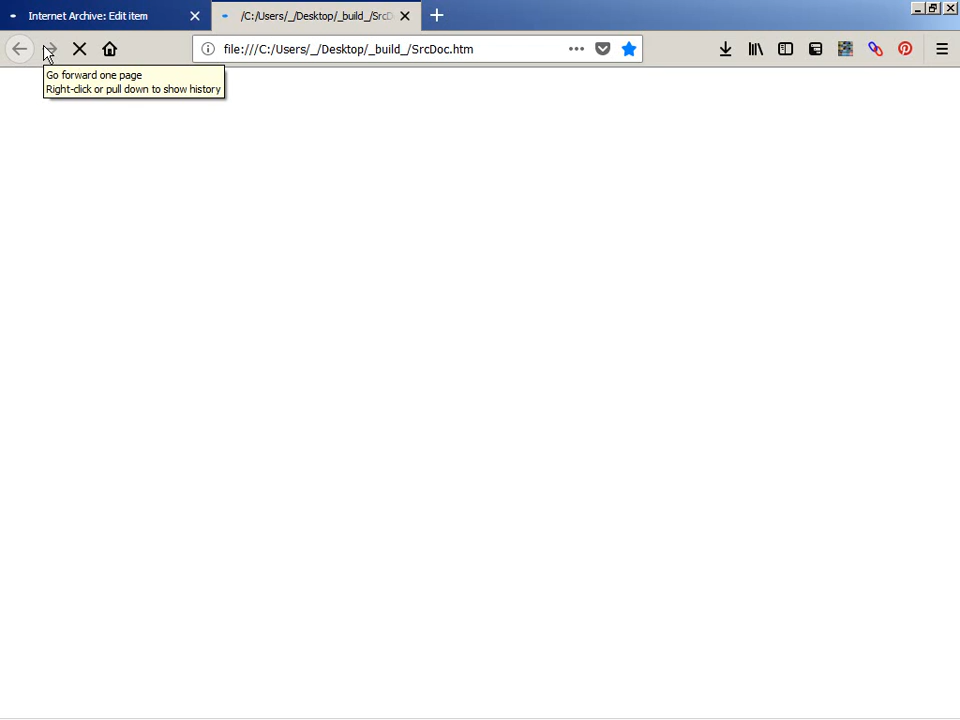 Internet Archive: Edit item
/C:/Users/_/Desktop/_build_/SrcD
file:///C:/Users/_/Desktop/_build_/SrcDoc.htm
Go forward one page
Right-click or pull down to show history